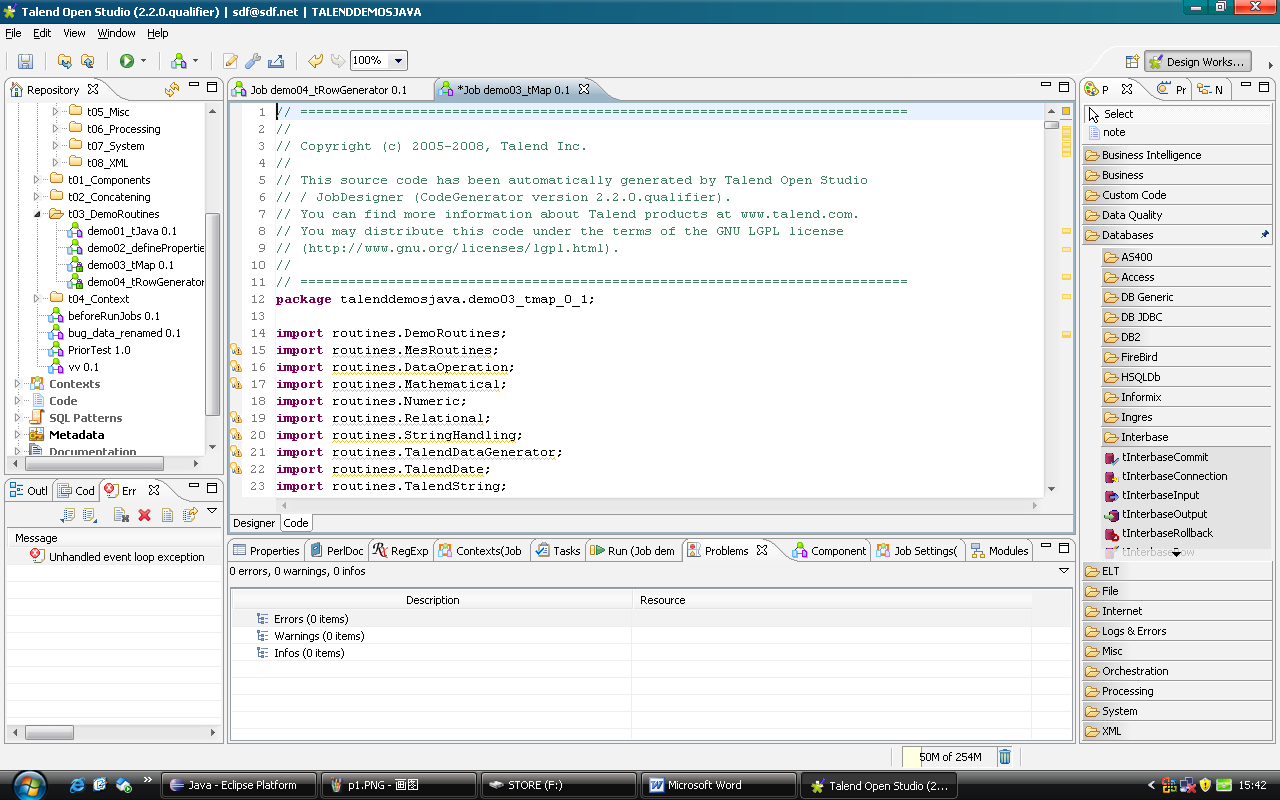 Talend Open Studio (2.2.0.qualifier) | sdf@sdf.net | TALENDDEMOSJAVA
File Edit View Window Help
100%
Design Works...
Repository
t05_Misc
t06_Processing
t07_System
t08_XML
t01_Components
t02_Concatening
t03_DemoRoutines
demo01_tJava 0.1
demo02_definePropertie
demo03_tMap 0.1
demo04_tRowGenerator
t04_Context
beforeRunJobs 0.1
bug_data_renamed 0.1
PriorTest 1.0
vv 0.1
Contexts
Code
SQL Patterns
Metadata
Documentation
Outl Cod Err
Message
Unhandled event loop exception
Job demo04_tRowGenerator 0.1 *Job demo03_tMap 0.1
1 // ============================================================================
2 //
3 // Copyright (c) 2005-2008, Talend Inc.
4 //
5 // This source code has been automatically generated by Talend Open Studio
6 // / JobDesigner (CodeGenerator version 2.2.0.qualifier).
7 // You can find more information about Talend products at www.talend.com.
8 // You may distribute this code under the terms of the GNU LGPL license
9 // (http://www.gnu.org/licenses/lgpl.html).
10 //
11 // ============================================================================
12 package talenddemosjava.demo03_tmap_0_1;
13
14 import routines.DemoRoutines;
15 import routines.MesRoutines;
16 import routines.DataOperation;
17 import routines.Mathematical;
18 import routines.Numeric;
19 import routines.Relational;
20 import routines.StringHandling;
21 import routines.TalendDataGenerator;
22 import routines.TalendDate;
23 import routines.TalendString;
Designer Code
Properties PerlDoc RegExp Contexts(Job Tasks Run (Job dem Problems Component Job Settings( Modules
0 errors, 0 warnings, 0 infos
Description Resource
Errors (0 items)
Warnings (0 items)
Infos (0 items)
P Pr N
Select
note
Business Intelligence
Business
Custom Code
Data Quality
Databases
AS400
Access
DB Generic
DB JDBC
DB2
FireBird
HSQLDb
Informix
Ingres
Interbase
tInterbaseCommit
tInterbaseConnection
tInterbaseInput
tInterbaseOutput
tInterbaseRollback
tInterbaseRow
ELT
File
Internet
Logs & Errors
Misc
Orchestration
Processing
System
XML
50M of 254M
Java - Eclipse Platform p1.PNG - 画图 STORE (F:) Microsoft Word Talend Open Studio (2... 15:42